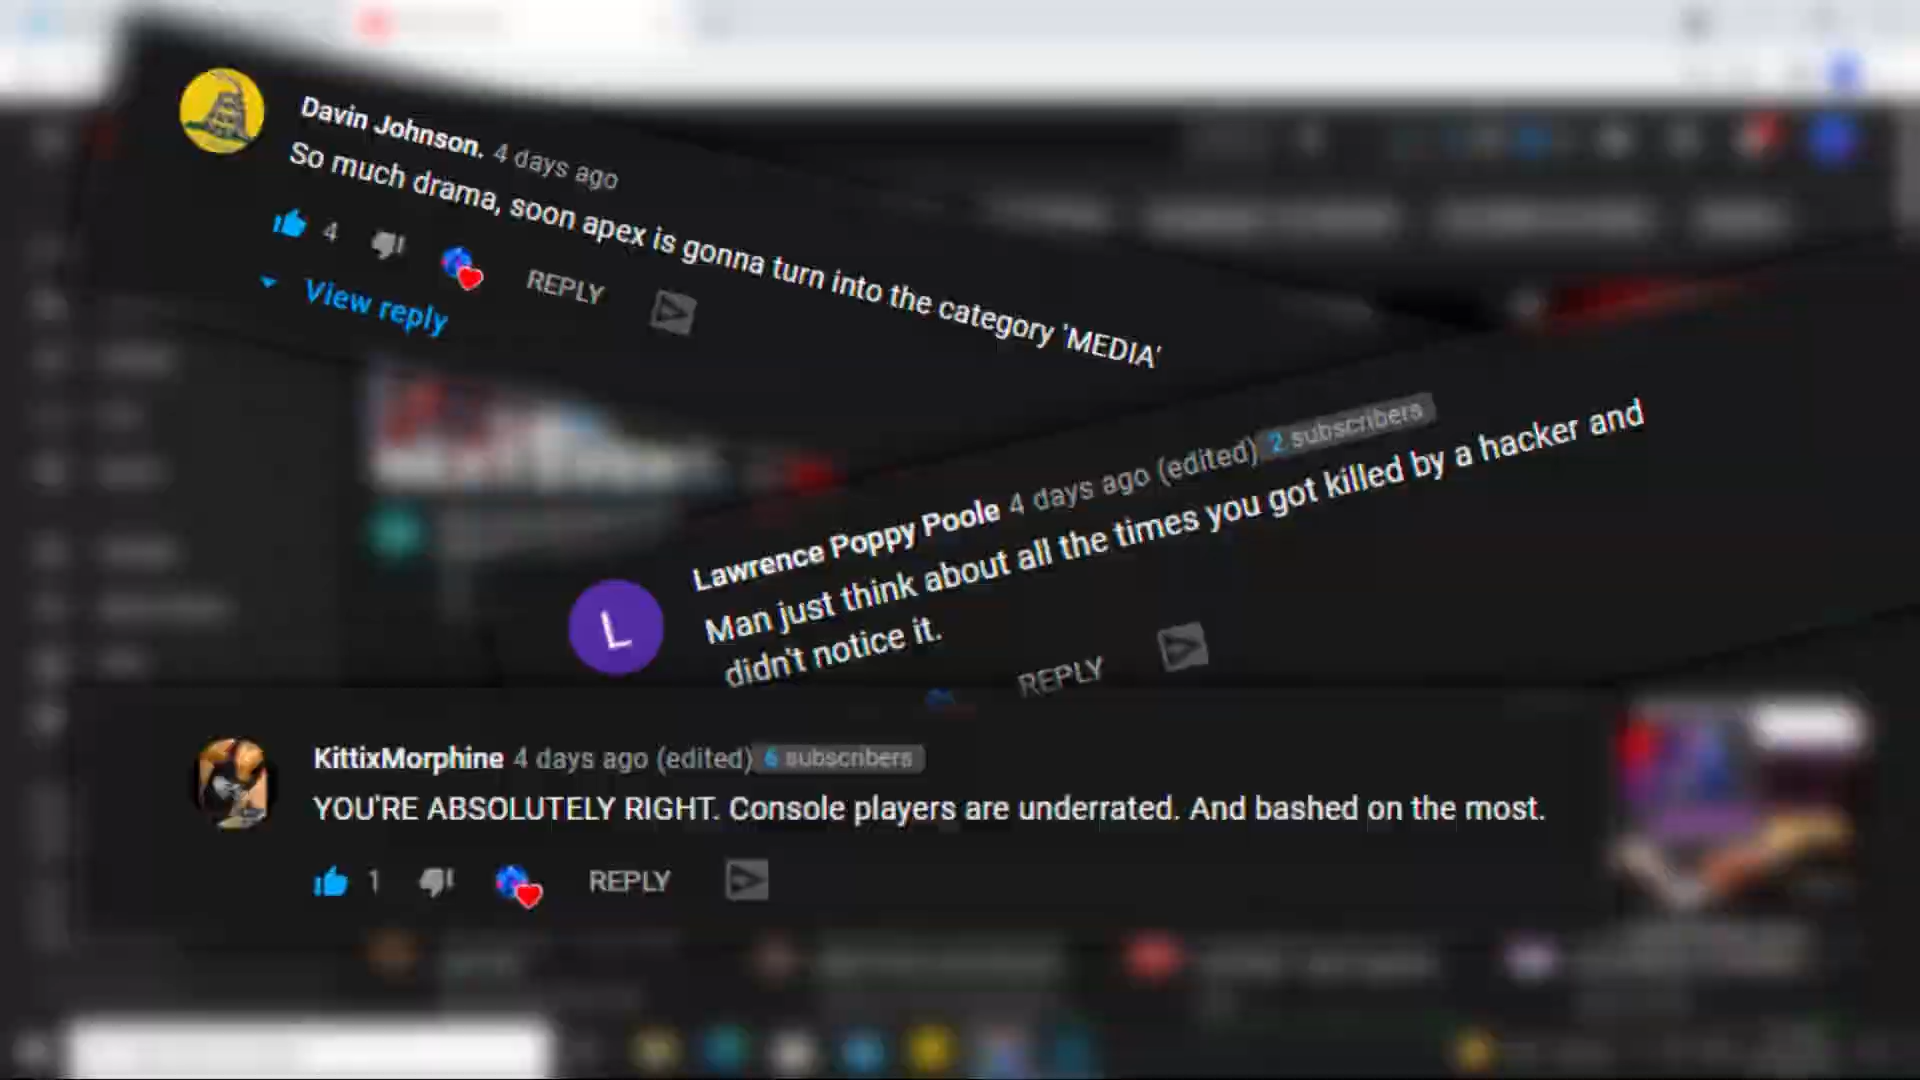 Davin Johnson. 4 days ago
So much drama, soon apex is gonna turn into the category 'MEDIA'
4 REPLY
View reply
Lawrence Poppy Poole 4 days ago (edited) 2 subscribers
Man just think about all the times you got killed by a hacker and
didn't notice it.
L
REPLY
KittixMorphine 4 days ago (edited) 6 subscribers
YOU'RE ABSOLUTELY RIGHT. Console players are underrated. And bashed on the most.
1 REPLY